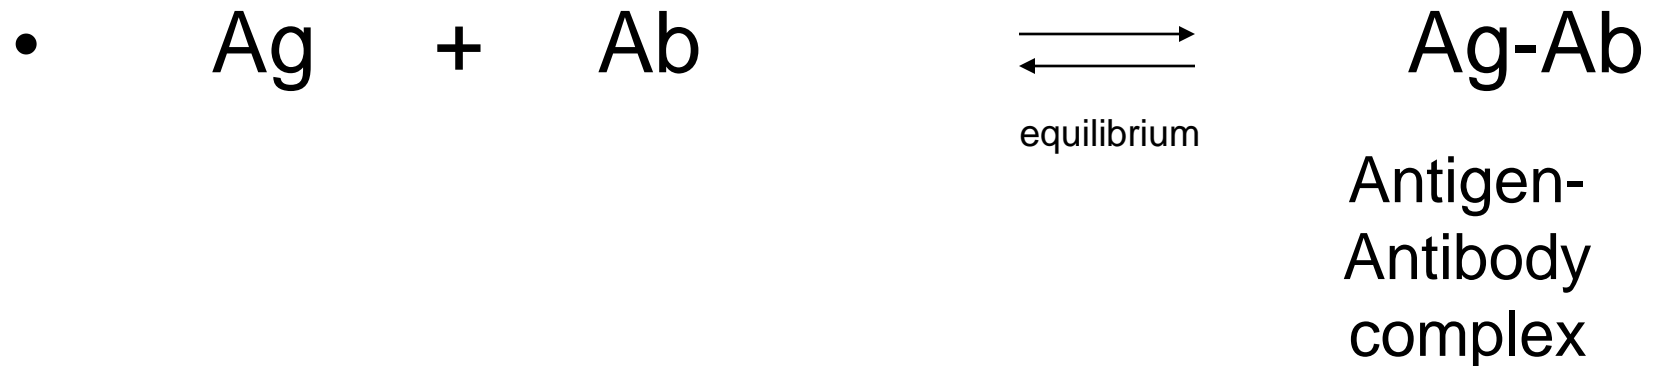 • Ag + Ab Ag-Ab
equilibrium
Antigen-
Antibody
complex